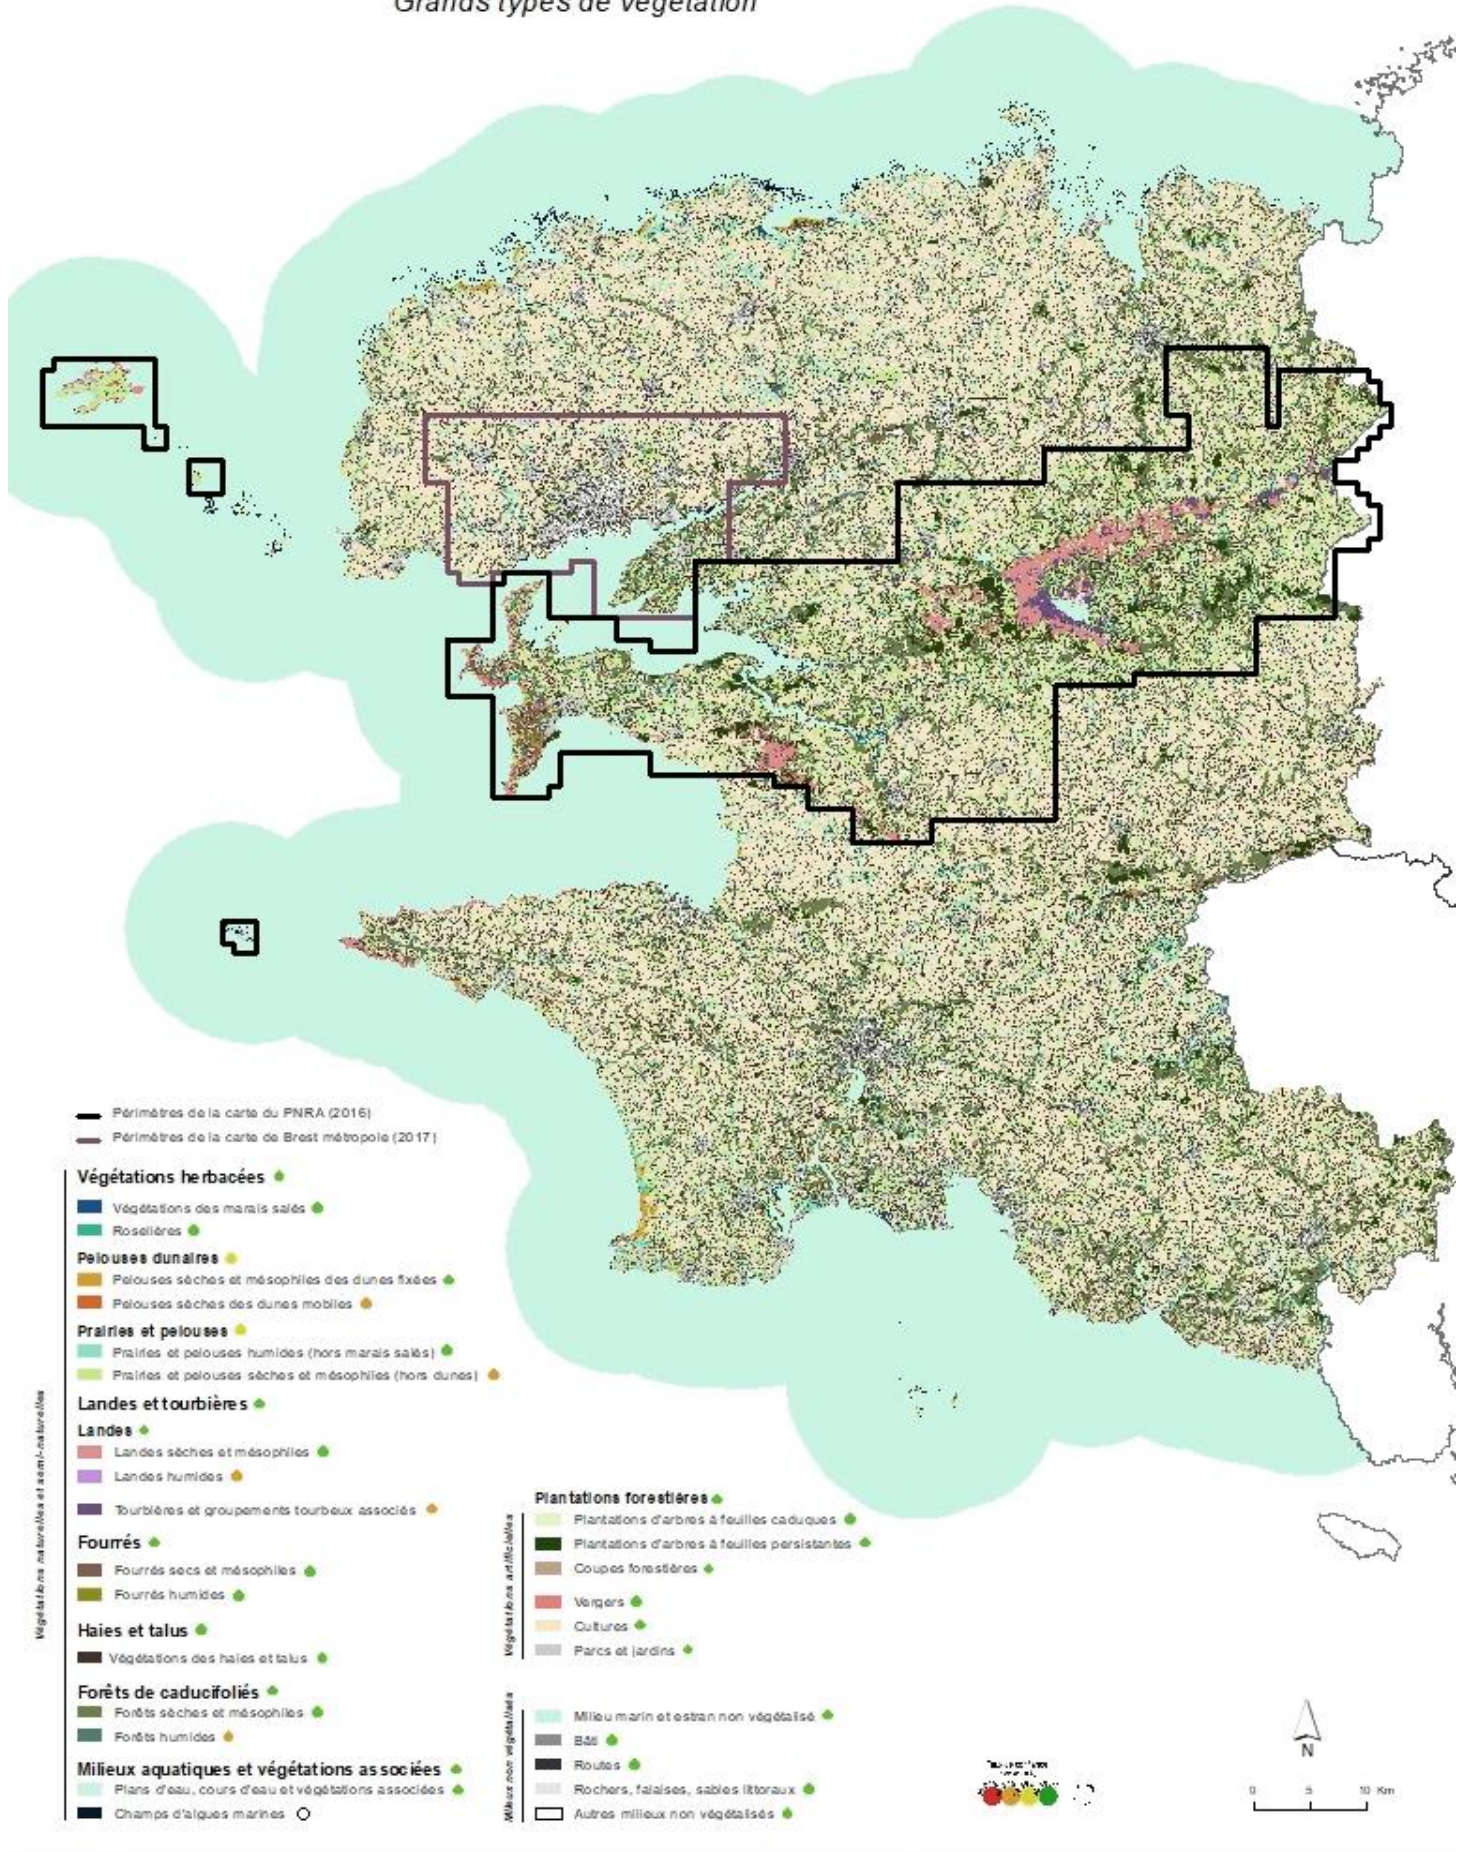 Grands types de végétation
Périmètres de la carte du PNRA (2016)
Périmètres de la carte de Brest métropole (2017)
Végétations naturelles et semi-naturelles
Végétations herbacées
Végétations des marais salés
Roselières
Pelouses dunaires
Pelouses sèches et mésophiles des dunes fixées
Pelouses sèches des dunes mobiles
Prairies et pelouses
Prairies et pelouses humides (hors marais salés)
Prairies et pelouses sèches et mésophiles (hors dunes)
Landes et tourbières
Landes
Landes sèches et mésophiles
Landes humides
Tourbières et groupements tourbeux associés
Fourrés
Fourrés secs et mésophiles
Fourrés humides
Haies et talus
Végétations des haies et talus
Forêts de caducifoliés
Forêts sèches et mésophiles
Forêts humides
Milieux aquatiques et végétations associées
Plans d'eau, cours d'eau et végétations associées
Champs d'algues marines
Végétations artificielles
Plantations forestières
Plantations d'arbres à feuilles caduques
Plantations d'arbres à feuilles persistantes
Coupes forestières
Vergers
Cultures
Parcs et jardins
Milieux non végétalisés
Milieu marin et estran non végétalisé
Bâti
Routes
Rochers, falaises, sables littoraux
Autres milieux non végétalisés
N
0 5 10 Km